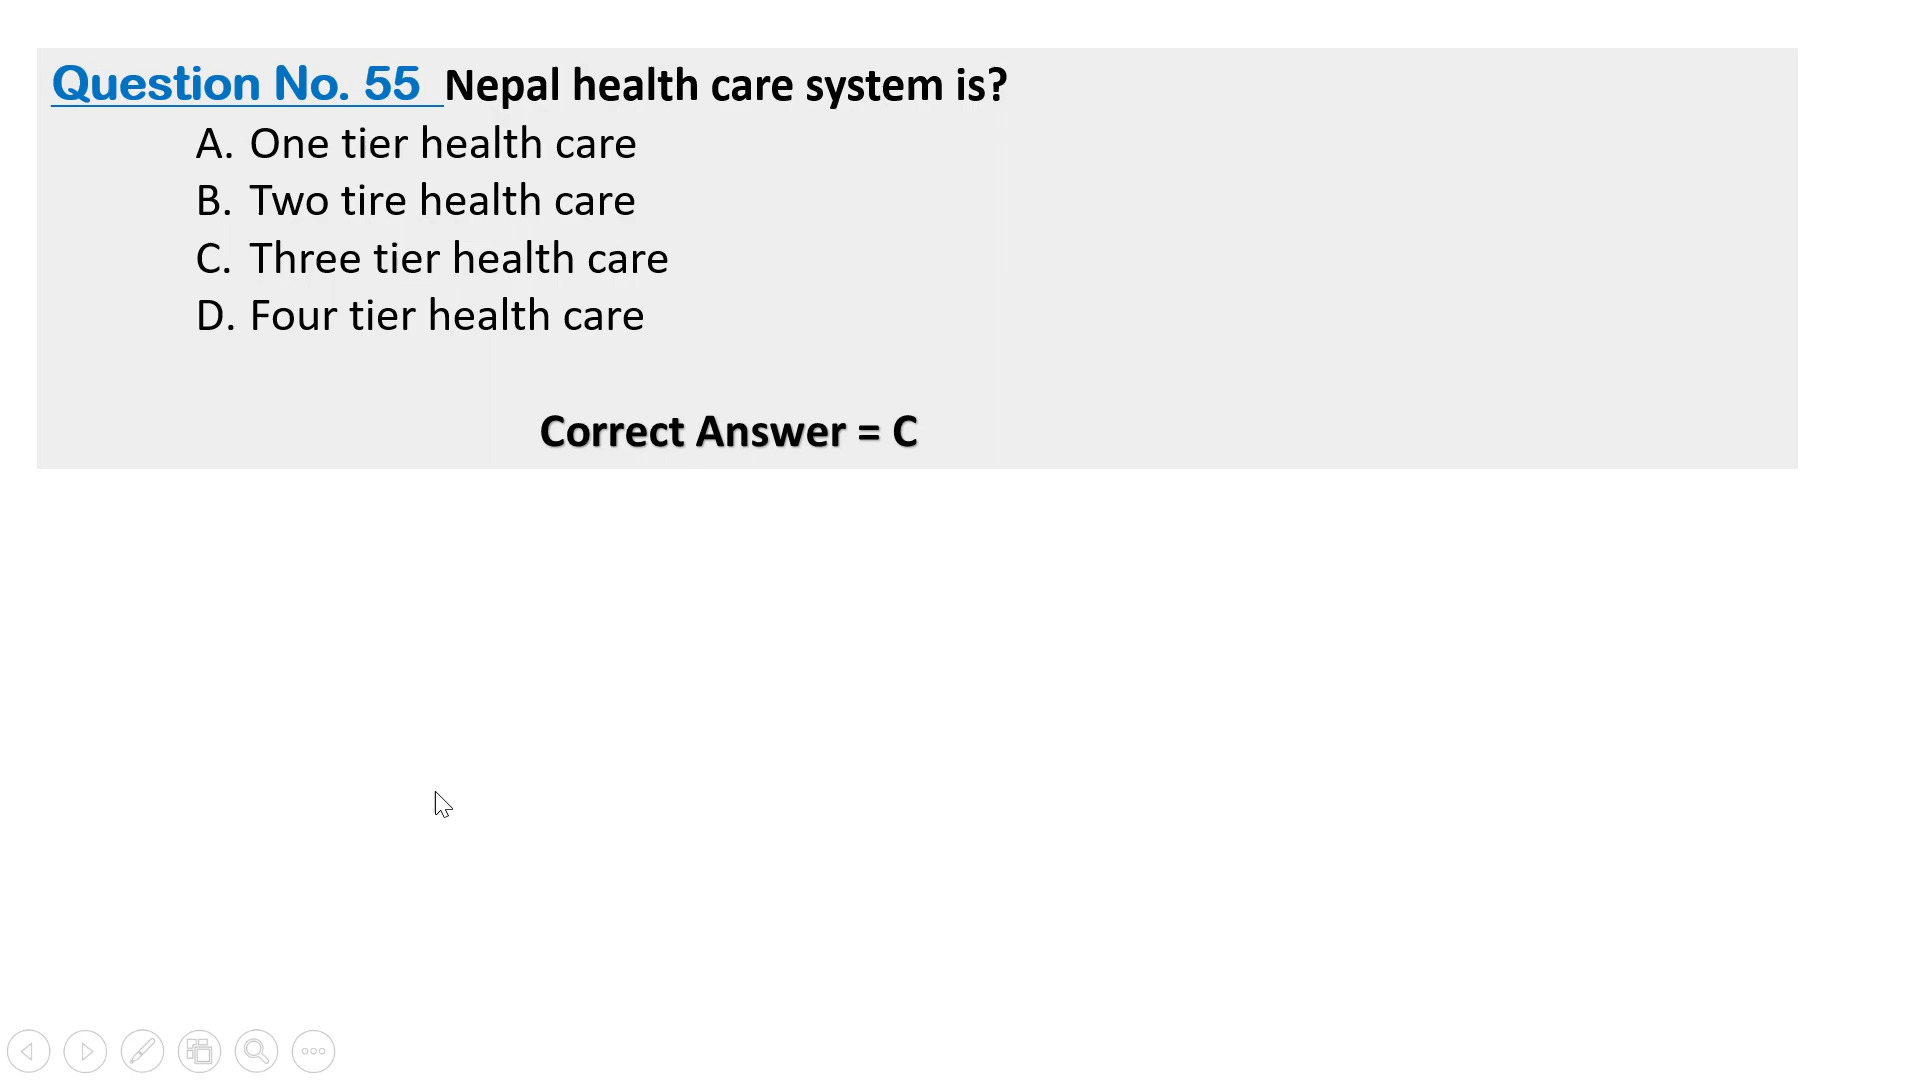 Question No. 55 Nepal health care system is?
A. One tier health care
B. Two tire health care
C. Three tier health care
D. Four tier health care
Correct Answer = C